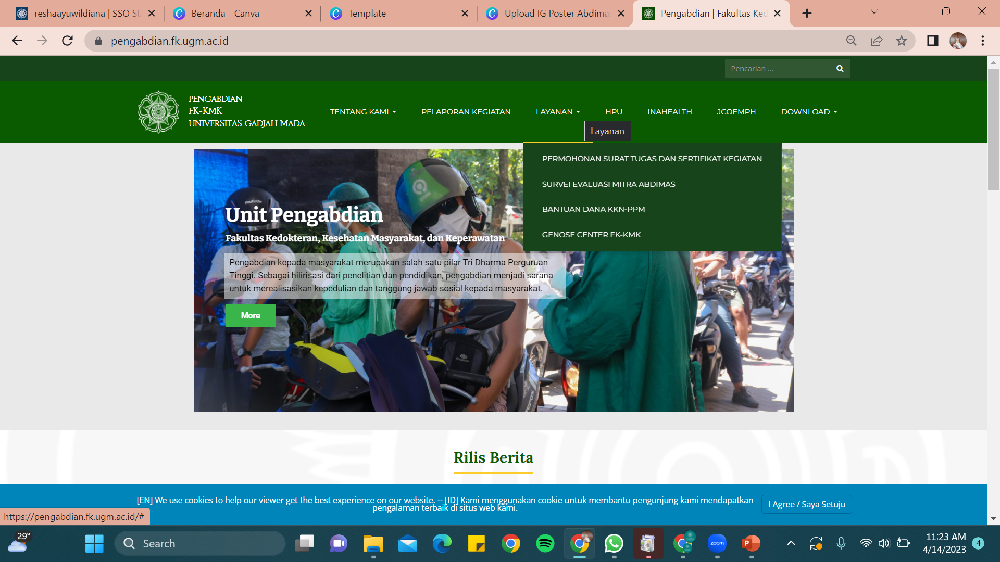 reshaayuwildiana | SSO St
Beranda - Canva
Template
Upload IG Poster Abdima
Pengabdian | Fakultas Ked
pengabdian.fk.ugm.ac.id
Pencarian ...
PENGABDIAN
FK-KMK
UNIVERSITAS GADJAH MADA
TENTANG KAMI
PELAPORAN KEGIATAN
LAYANAN
HPU
INAHEALTH
JCOEMPH
DOWNLOAD
Layanan
PERMOHONAN SURAT TUGAS DAN SERTIFIKAT KEGIATAN
SURVEI EVALUASI MITRA ABDIMAS
BANTUAN DANA KKN-PPM
GENOSE CENTER FK-KMK
Unit Pengabdian
Fakultas Kedokteran, Kesehatan Masyarakat, dan Keperawatan
Pengabdian kepada masyarakat merupakan salah satu pilar Tri Dharma Perguruan
Tinggi. Sebagai hilirisasi dari penelitian dan pendidikan, pengabdian menjadi sarana
untuk merealisasikan kepedulian dan tanggung jawab sosial kepada masyarakat.
More
Rilis Berita
[EN] We use cookies to help our viewer get the best experience on our website. -- [ID] Kami menggunakan cookie untuk membantu pengunjung kami mendapatkan
pengalaman terbaik di situs web kami.
I Agree / Saya Setuju
https://pengabdian.fk.ugm.ac.id/#
29°
Search
zoom
11:23 AM
4/14/2023
4